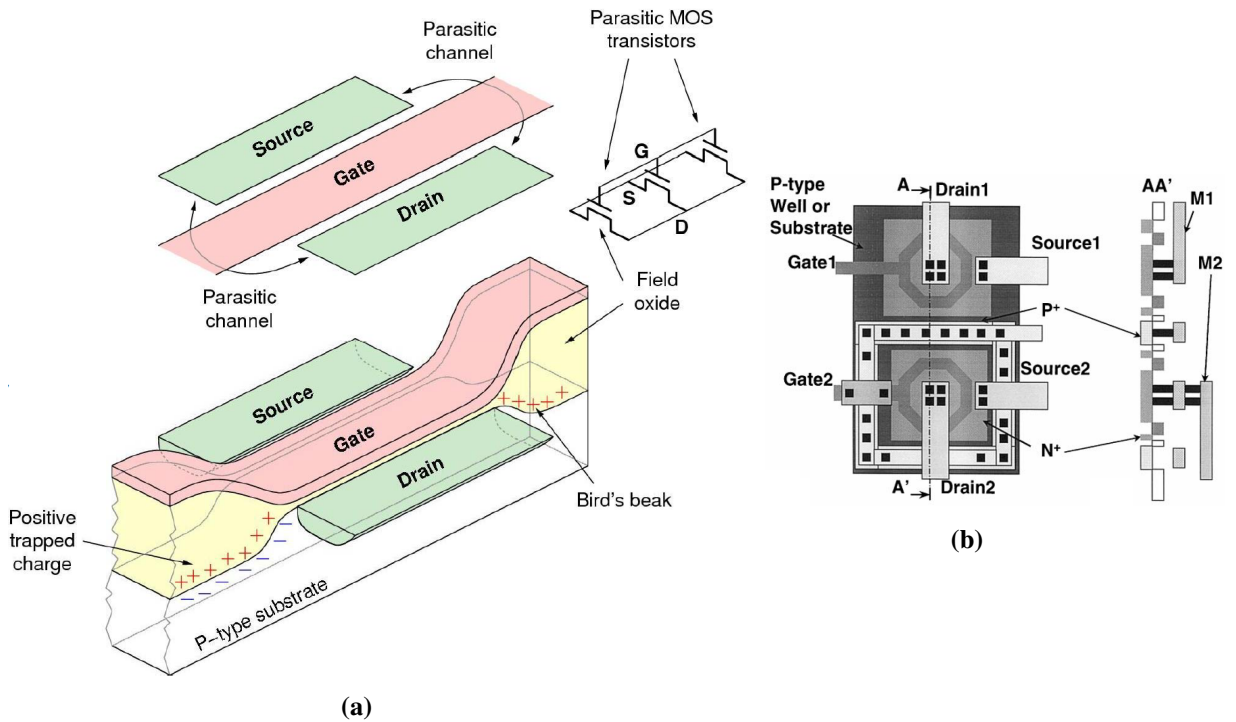 Parasitic
channel
Parasitic MOS
transistors
Source
Gate
Drain
G
S
D
Parasitic
channel
Field
oxide
Source
Gate
Drain
Bird's beak
Positive
trapped
charge
P–type substrate
(a)
A
Drain1
AA'
P-type
Well or
Substrate
M1
Source1
Gate1
M2
P+
Source2
Gate2
N+
A'
Drain2
(b)